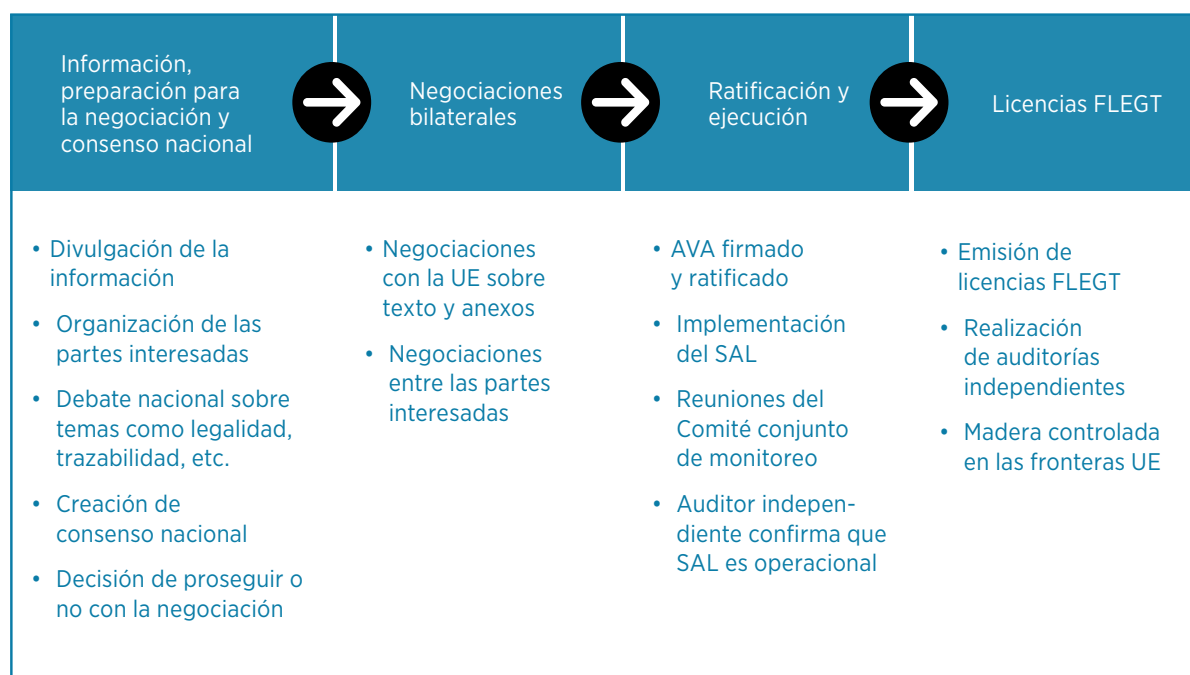 Información,
preparación para
la negociación y
consenso nacional
Negociaciones
bilaterales
Ratificación y
ejecución
Licencias FLEGT
• Divulgación de la
información
• Organización de las
partes interesadas
• Debate nacional sobre
temas como legalidad,
trazabilidad, etc.
• Creación de
consenso nacional
• Decisión de proseguir o
no con la negociación
• Negociaciones
con la UE sobre
texto y anexos
• Negociaciones
entre las partes
interesadas
• AVA firmado
y ratificado
• Implementación
del SAL
• Reuniones del
Comité conjunto
de monitoreo
• Auditor indepen-
diente confirma que
SAL es operacional
• Emisión de
licencias FLEGT
• Realización
de auditorías
independientes
• Madera controlada
en las fronteras UE